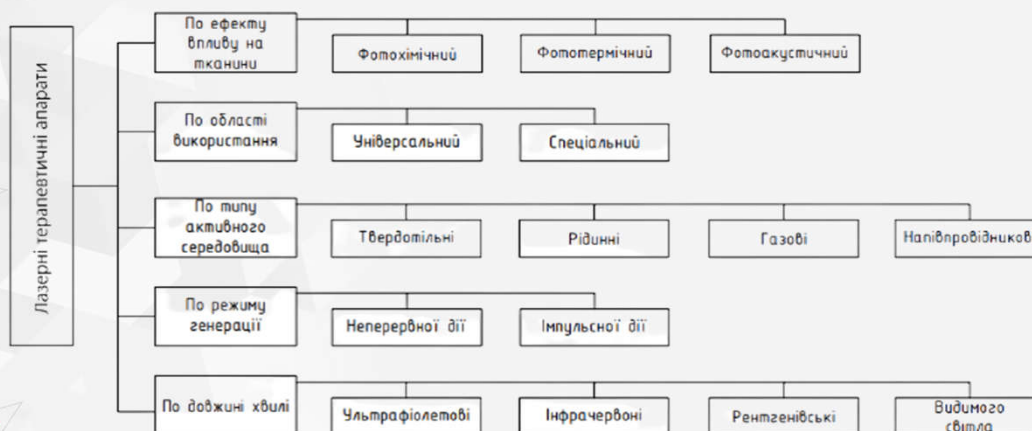 Лазерні терапевтичні апарати
По ефекту
впливу на
тканини
Фотохімічний
Фототермічний
Фотоакустичний
По області
використання
Універсальний
Спеціальний
По типу
активного
середовища
Твердотільні
Рідинні
Газові
Напівпровідников
По режиму
генерації
Неперервної дії
Імпульсної дії
По довжині хвилі
Ультрафіолетові
Інфрачервоні
Рентгенівські
Видимого
світла